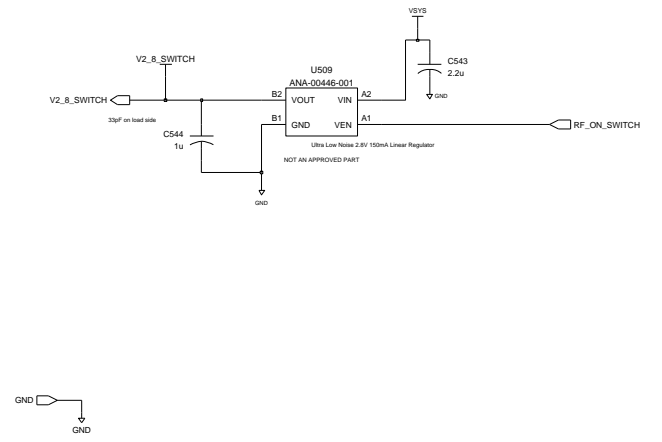 VSYS
V2_8_SWITCH
U509
ANA-00446-001
C543
2.2u
GND
V2_8_SWITCH
B2
VOUT
VIN
A2
33pF on load side
C544
1u
B1
GND
VEN
A1
RF_ON_SWITCH
Ultra Low Noise 2.8V 150mA Linear Regulator
NOT AN APPROVED PART
GND
GND
GND